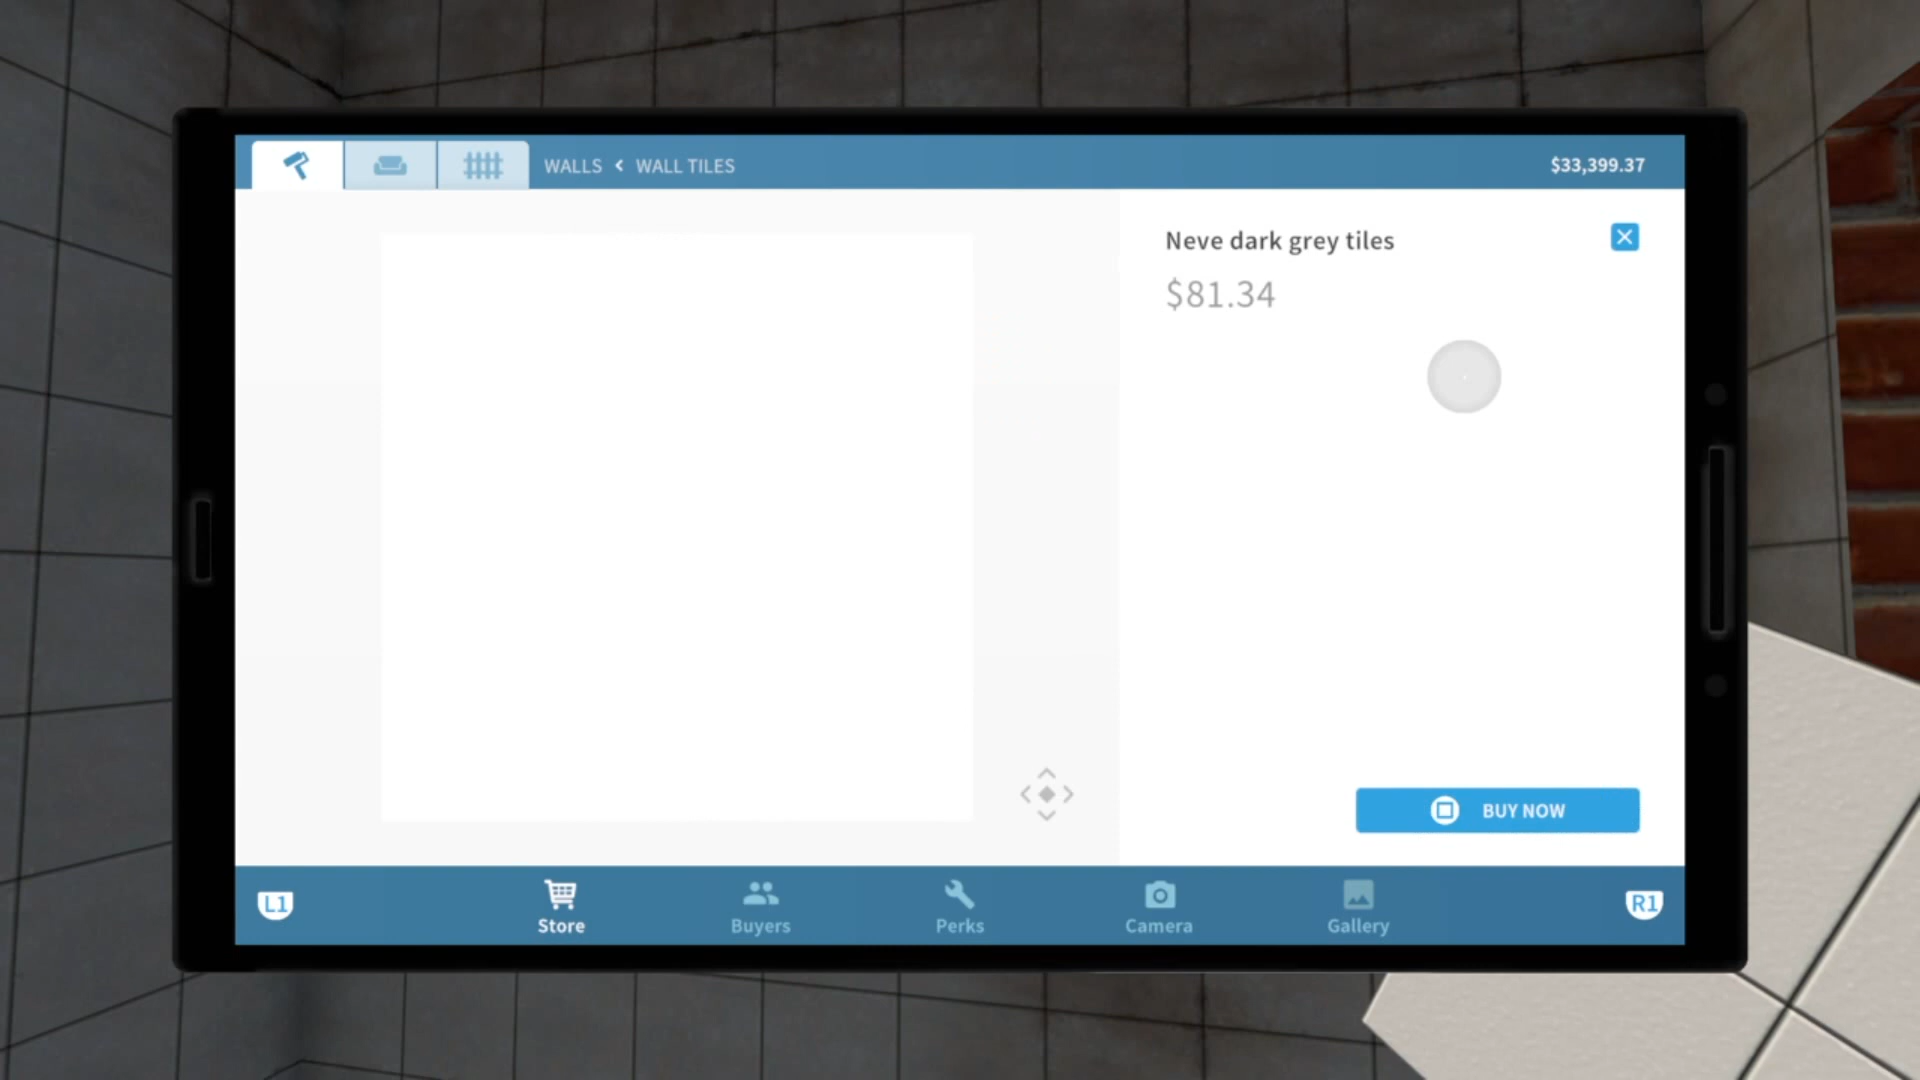 WALLS < WALL TILES
$33,399.37
Neve dark grey tiles
$81.34
BUY NOW
L1
Store
Buyers
Perks
Camera
Gallery
R1